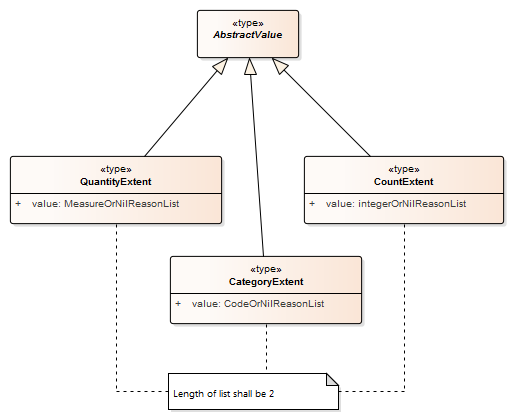 «type»
AbstractValue
«type»
QuantityExtent
+ value: MeasureOrNilReasonList
«type»
CountExtent
+ value: integerOrNilReasonList
«type»
CategoryExtent
+ value: CodeOrNilReasonList
Length of list shall be 2